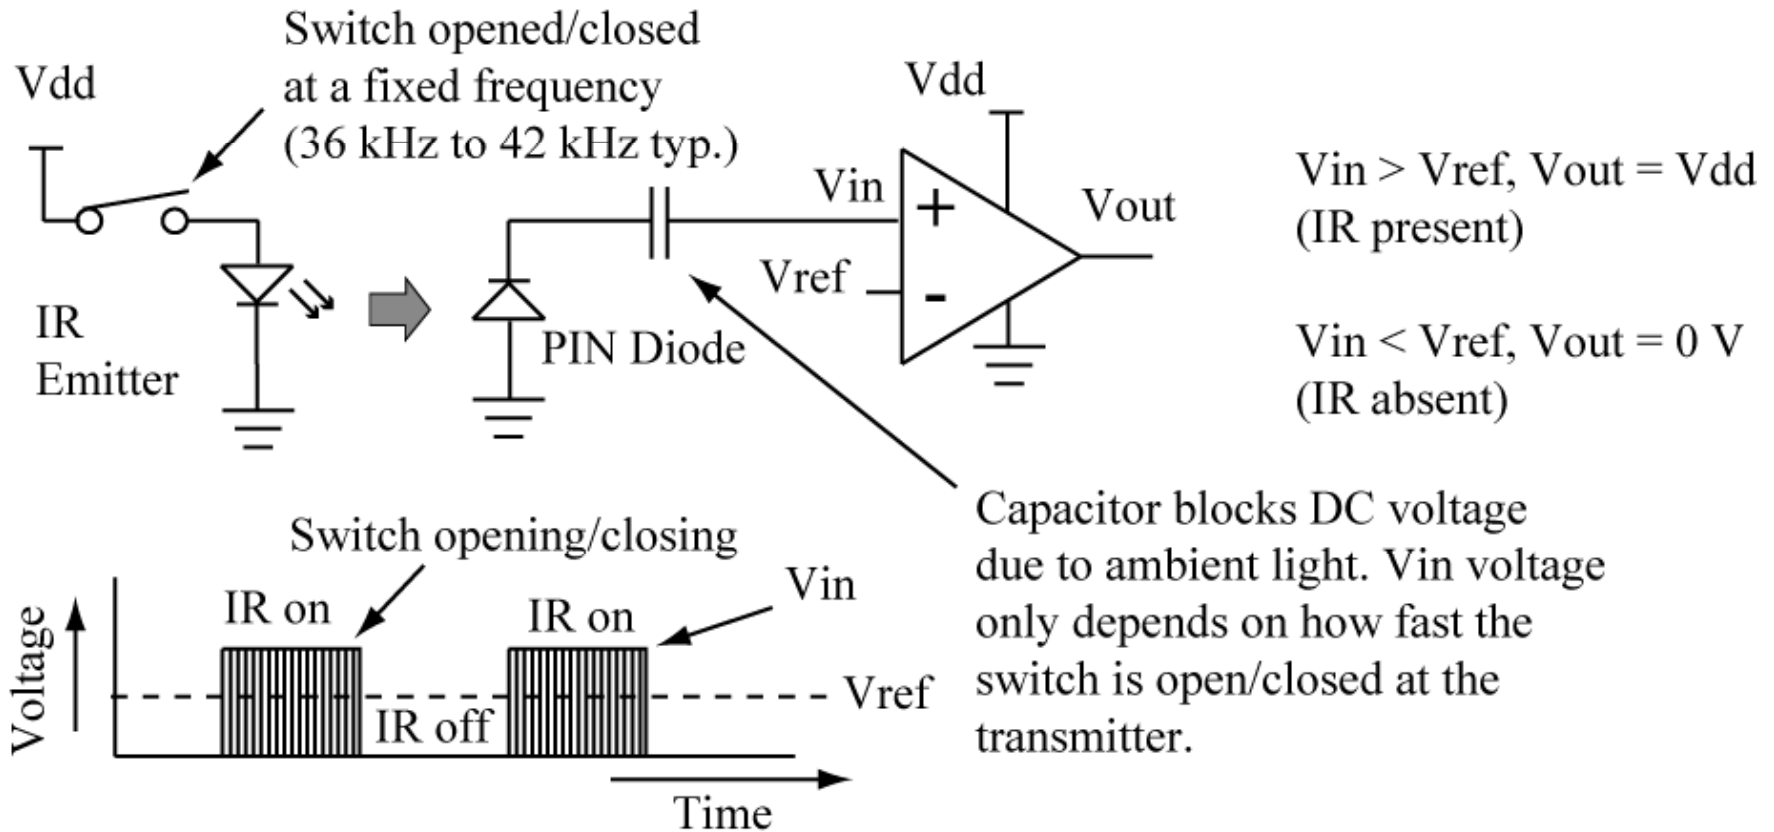 Switch opened/closed
at a fixed frequency
(36 kHz to 42 kHz typ.)
Vdd
IR
Emitter
PIN Diode
Vdd
Vin
+
Vref
-
Vout
Vin > Vref, Vout = Vdd
(IR present)
Vin < Vref, Vout = 0 V
(IR absent)
Capacitor blocks DC voltage
due to ambient light. Vin voltage
only depends on how fast the
switch is open/closed at the
transmitter.
Switch opening/closing
Voltage
IR on
IR on
Vin
IR off
Vref
Time